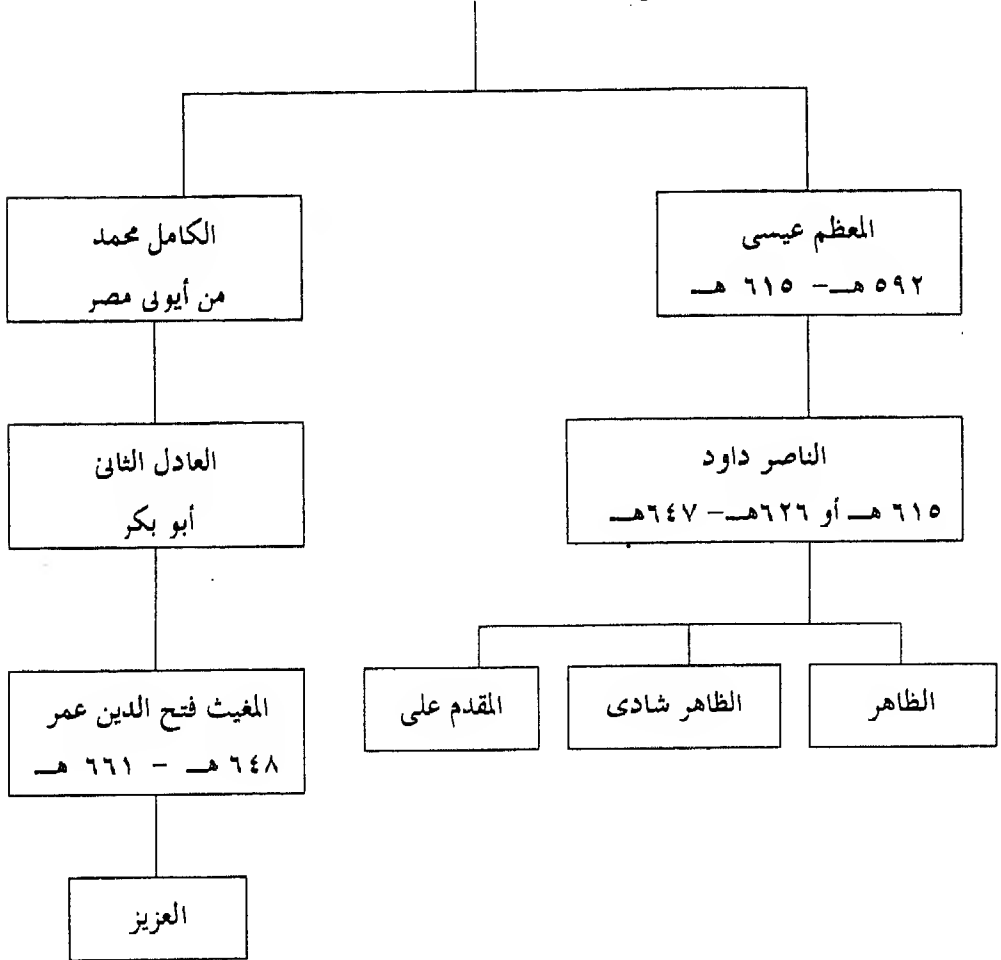 المعظم عيسى
٥٩٢ هـ – ٦١٥ هـ
الكامل محمد
من أيوبى مصر
الناصر داود
٦١٥ هـ أو ٦٢٦هـ – ٦٤٧هـ
العادل الثانى
أبو بكر
الظاهر
الظاهر شادى
المقدم على
المغيث فتح الدين عمر
٦٤٨ هـ – ٦٦١ هـ
العزيز